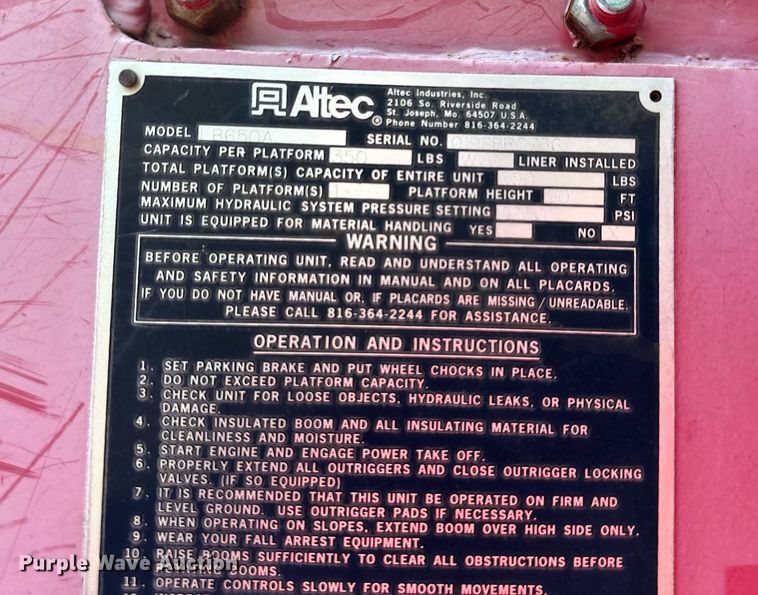 Altec
Altec Industries, Inc.
2106 So. Riverside Road
St. Joseph, Mo. 64507 U.S.A.
Phone Number 816-364-2244
MODEL LB650A SERIAL NO.
CAPACITY PER PLATFORM 350 LBS LINER INSTALLED
TOTAL PLATFORM(S) CAPACITY OF ENTIRE UNIT LBS
NUMBER OF PLATFORM(S) 1 PLATFORM HEIGHT FT
MAXIMUM HYDRAULIC SYSTEM PRESSURE SETTING PSI
UNIT IS EQUIPPED FOR MATERIAL HANDLING YES NO X
WARNING
BEFORE OPERATING UNIT, READ AND UNDERSTAND ALL OPERATING
AND SAFETY INFORMATION IN MANUAL AND ON ALL PLACARDS.
IF YOU DO NOT HAVE MANUAL OR, IF PLACARDS ARE MISSING/UNREADABLE,
PLEASE CALL 816-364-2244 FOR ASSISTANCE.
OPERATION AND INSTRUCTIONS
1. SET PARKING BRAKE AND PUT WHEEL CHOCKS IN PLACE.
2. DO NOT EXCEED PLATFORM CAPACITY.
3. CHECK UNIT FOR LOOSE OBJECTS, HYDRAULIC LEAKS, OR PHYSICAL
DAMAGE.
4. CHECK INSULATED BOOM AND ALL INSULATING MATERIAL FOR
CLEANLINESS AND MOISTURE.
5. START ENGINE AND ENGAGE POWER TAKE OFF.
6. PROPERLY EXTEND ALL OUTRIGGERS AND CLOSE OUTRIGGER LOCKING
VALVES. (IF SO EQUIPPED)
7. IT IS RECOMMENDED THAT THIS UNIT BE OPERATED ON FIRM AND
LEVEL GROUND. USE OUTRIGGER PADS IF NECESSARY.
8. WHEN OPERATING ON SLOPES, EXTEND BOOM OVER HIGH SIDE ONLY.
9. WEAR YOUR FALL ARREST EQUIPMENT.
10. RAISE BOOMS SUFFICIENTLY TO CLEAR ALL OBSTRUCTIONS BEFORE
BOOMS.
11. OPERATE CONTROLS SLOWLY FOR SMOOTH MOVEMENTS.
Purple Wave Auction